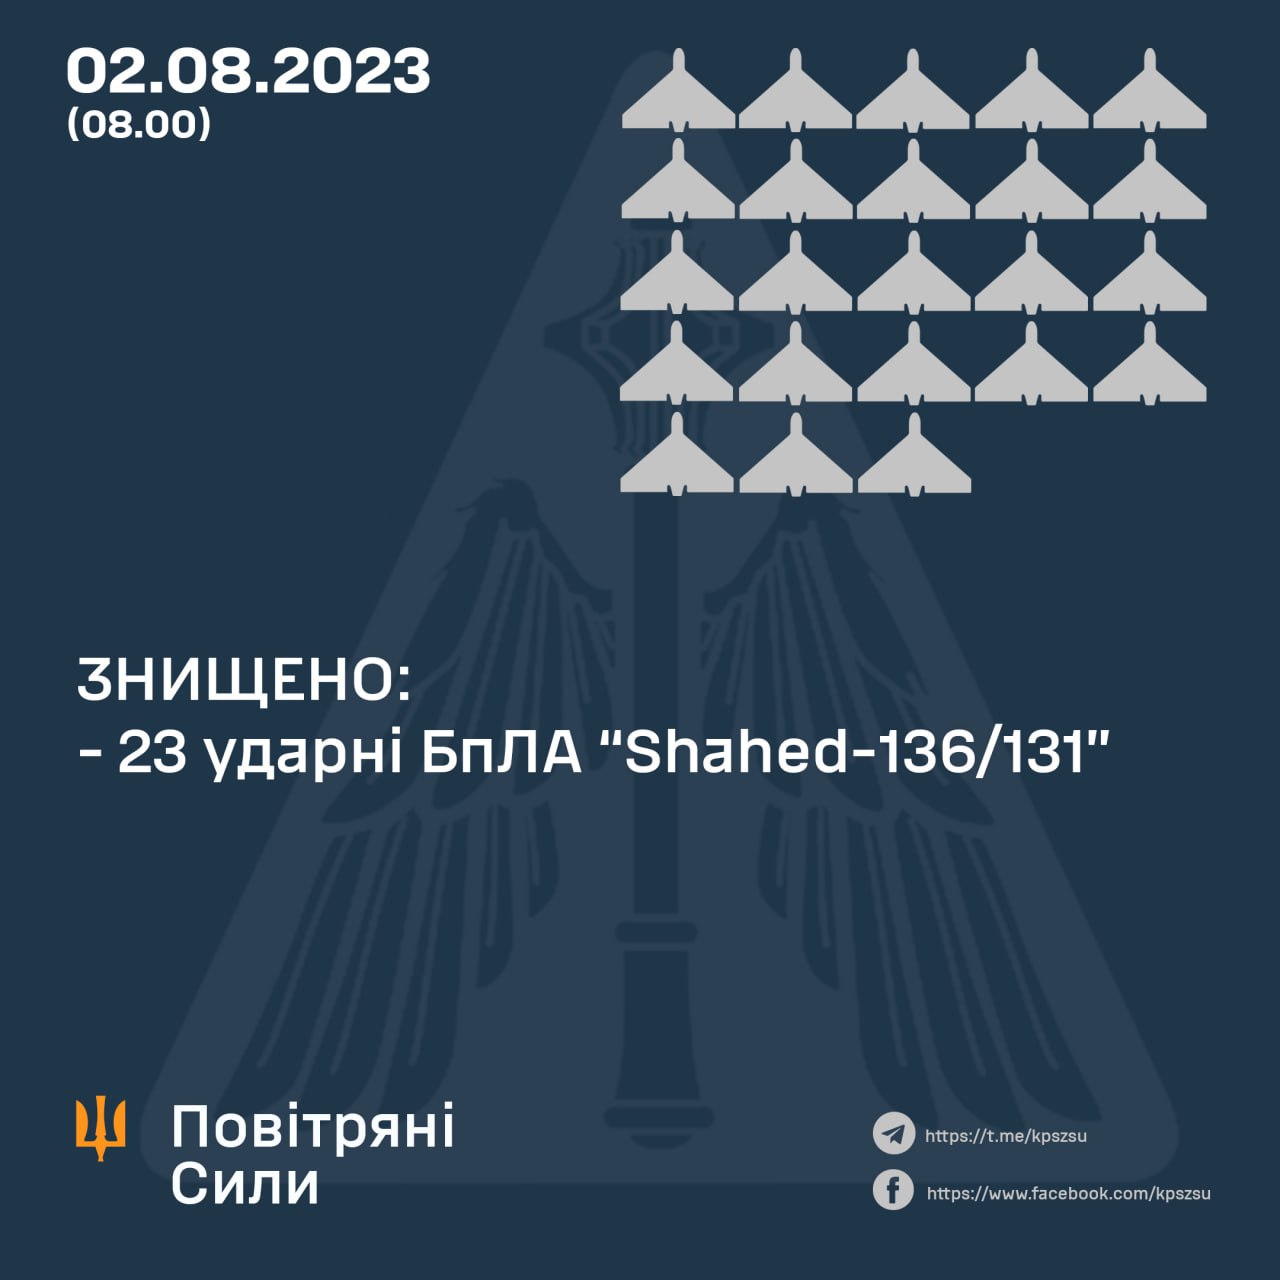 02.08.2023
(08.00)
ЗНИЩЕНО:
- 23 ударні БпЛА “Shahed-136/131”
Повітряні
Сили
https://t.me/kpszsu
https://www.facebook.com/kpszsu